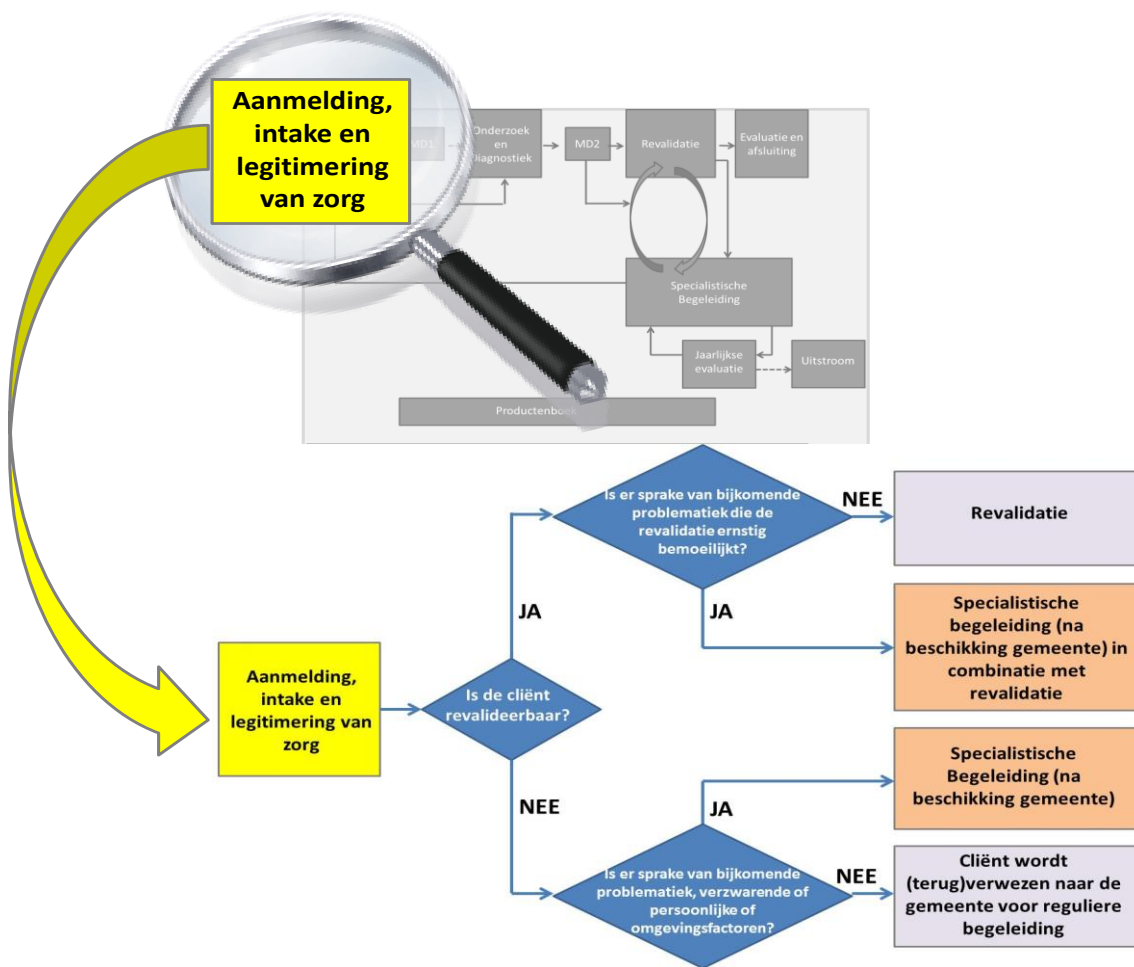 Aanmelding,
intake en
legitimering
van zorg
MD1
Onderzoek
en
Diagnostiek
MD2
Revalidatie
Evaluatie en
afsluiting
Specialistische
Begeleiding
Jaarlijkse
evaluatie
Uitstroom
Productenboek
Is er sprake van bijkomende
problematiek die de
revalidatie ernstig
bemoeilijkt?
NEE
Revalidatie
JA
JA
Specialistische
begeleiding (na
beschikking gemeente) in
combinatie met
revalidatie
Aanmelding,
intake en
legitimering van
zorg
Is de cliënt
revalideerbaar?
Specialistische
Begeleiding (na
beschikking gemeente)
NEE
JA
Is er sprake van bijkomende
problematiek, verzwarende of
persoonlijke of
omgevingsfactoren?
NEE
Cliënt wordt
(terug)verwezen naar de
gemeente voor reguliere
begeleiding